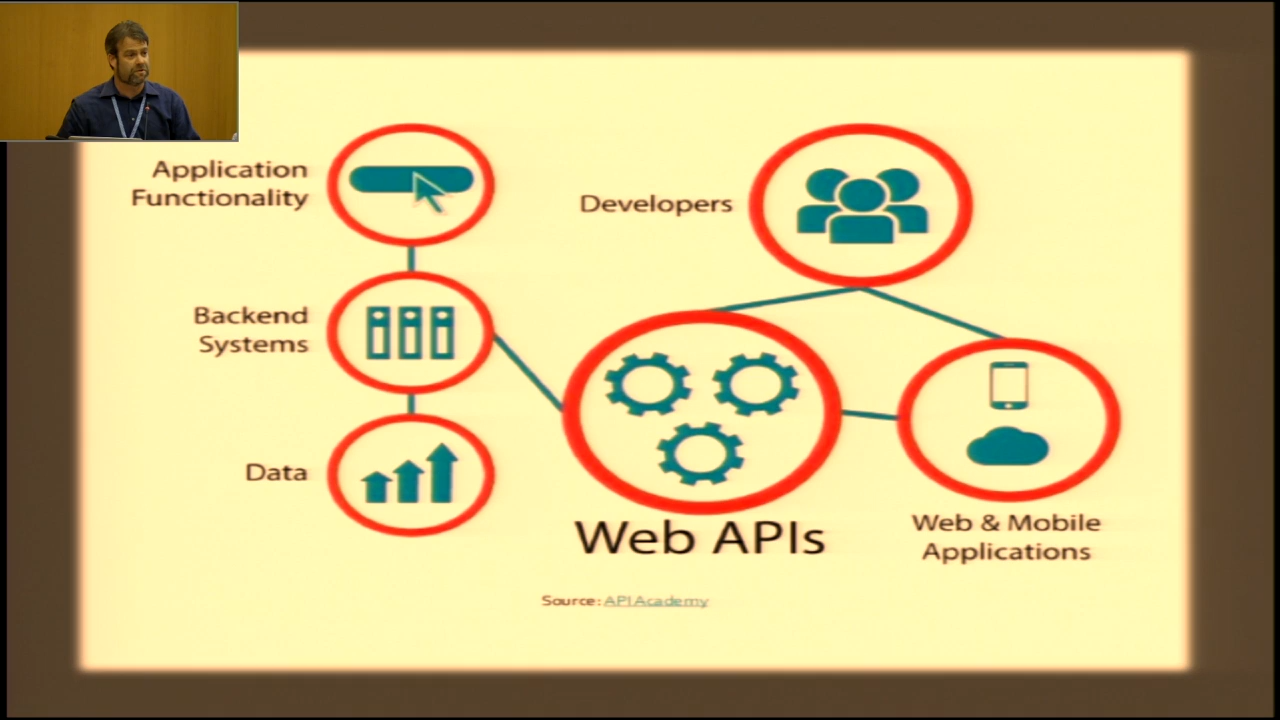 Application
Functionality
Developers
Backend
Systems
Data
Web APIs
Web & Mobile
Applications
Source: API Academy